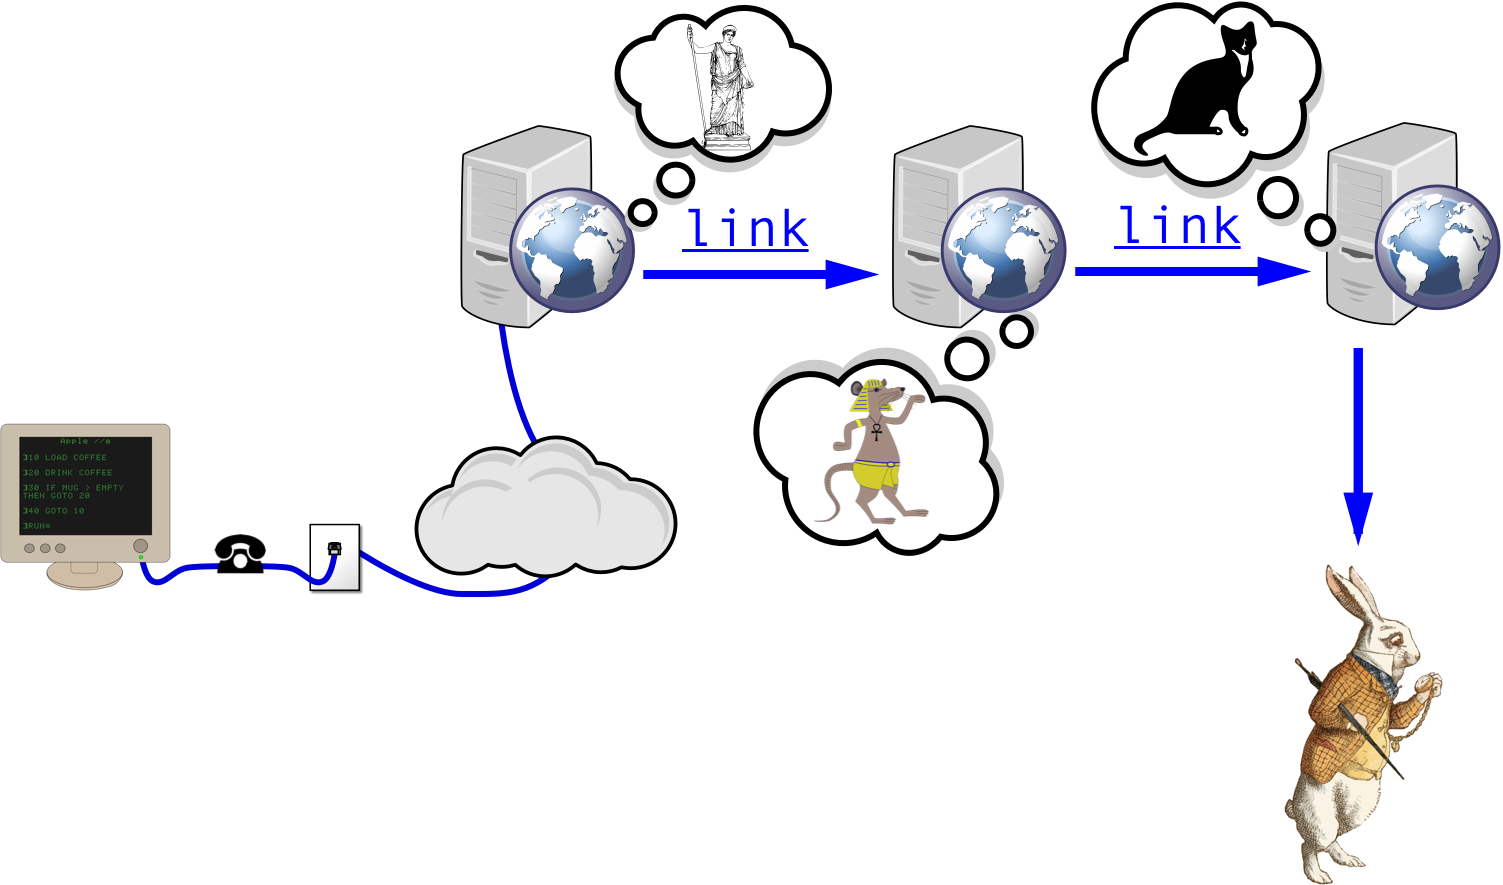 link
link
Apple //e
]10 LOAD COFFEE
]20 DRINK COFFEE
]30 IF MUG > EMPTY
THEN GOTO 20
]40 GOTO 10
]RUN